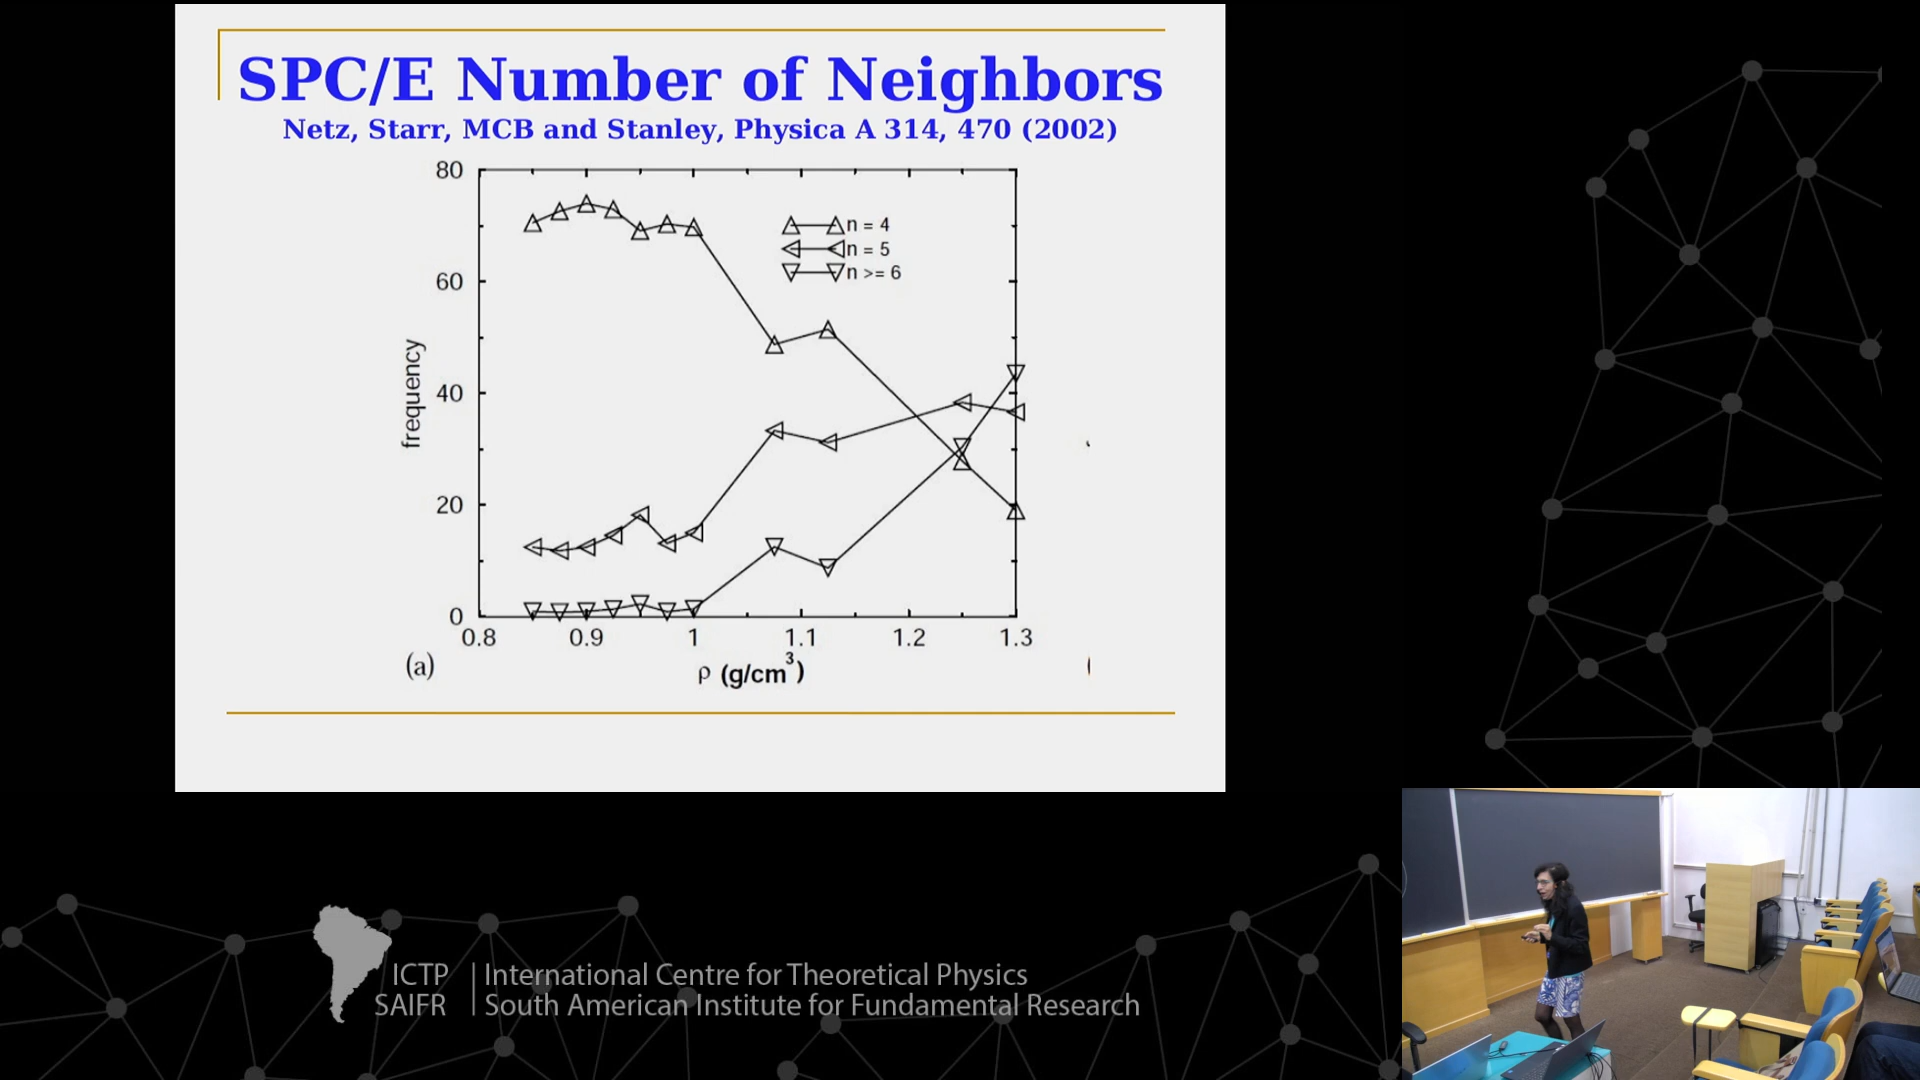 SPC/E Number of Neighbors
Netz, Starr, MCB and Stanley, Physica A 314, 470 (2002)
80
60
40
20
0
frequency
n = 4
n = 5
n >= 6
0.8 0.9 1 1.1 1.2 1.3
(a)
ρ (g/cm³)
ICTP | International Centre for Theoretical Physics
SAIFR | South American Institute for Fundamental Research